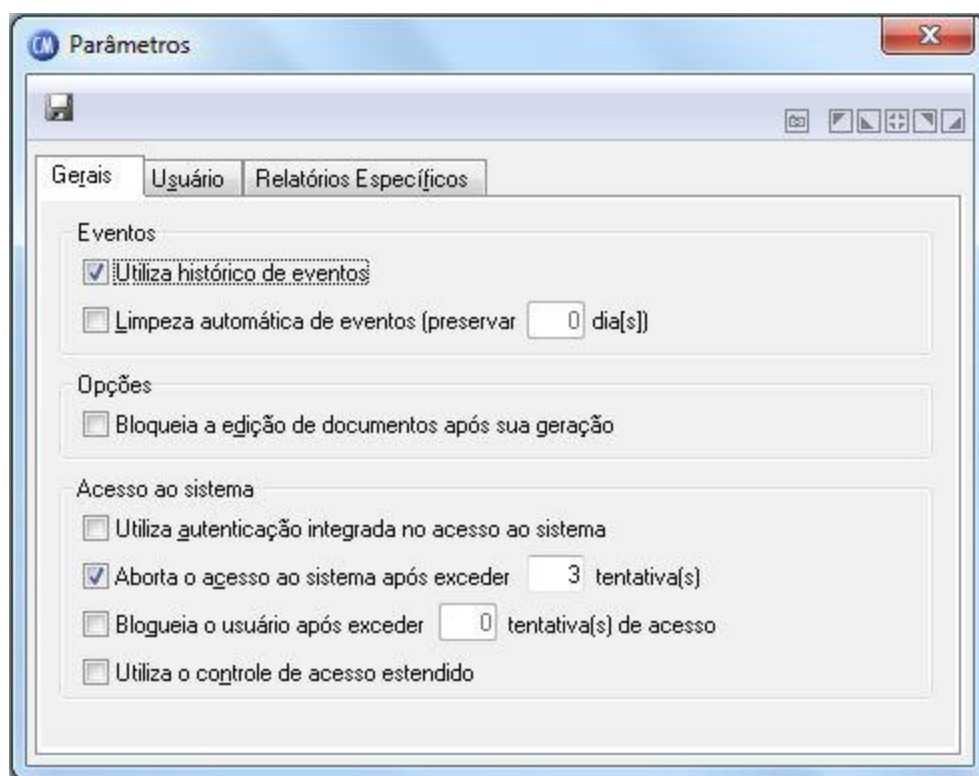 CM Parâmetros
Gerais Usuário Relatórios Específicos
Eventos
Utiliza histórico de eventos
Limpeza automática de eventos (preservar 0 dia[s])
Opções
Bloqueia a edição de documentos após sua geração
Acesso ao sistema
Utiliza autenticação integrada no acesso ao sistema
Aborta o acesso ao sistema após exceder 3 tentativa(s)
Blogueia o usuário após exceder 0 tentativa(s) de acesso
Utiliza o controle de acesso estendido